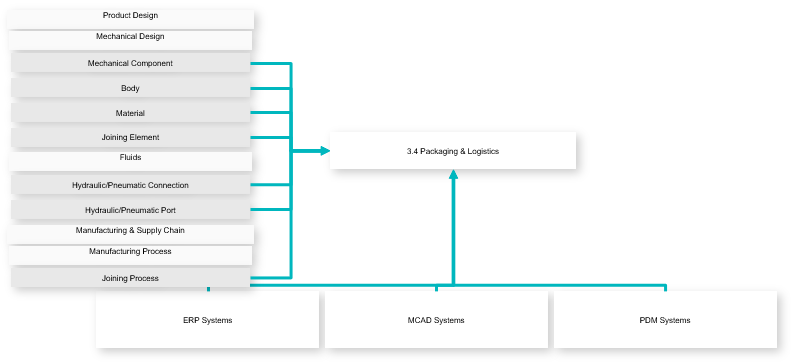 Product Design
Mechanical Design
Mechanical Component
Body
Material
Joining Element
Fluids
Hydraulic/Pneumatic Connection
Hydraulic/Pneumatic Port
Manufacturing & Supply Chain
Manufacturing Process
Joining Process
3.4 Packaging & Logistics
ERP Systems
MCAD Systems
PDM Systems